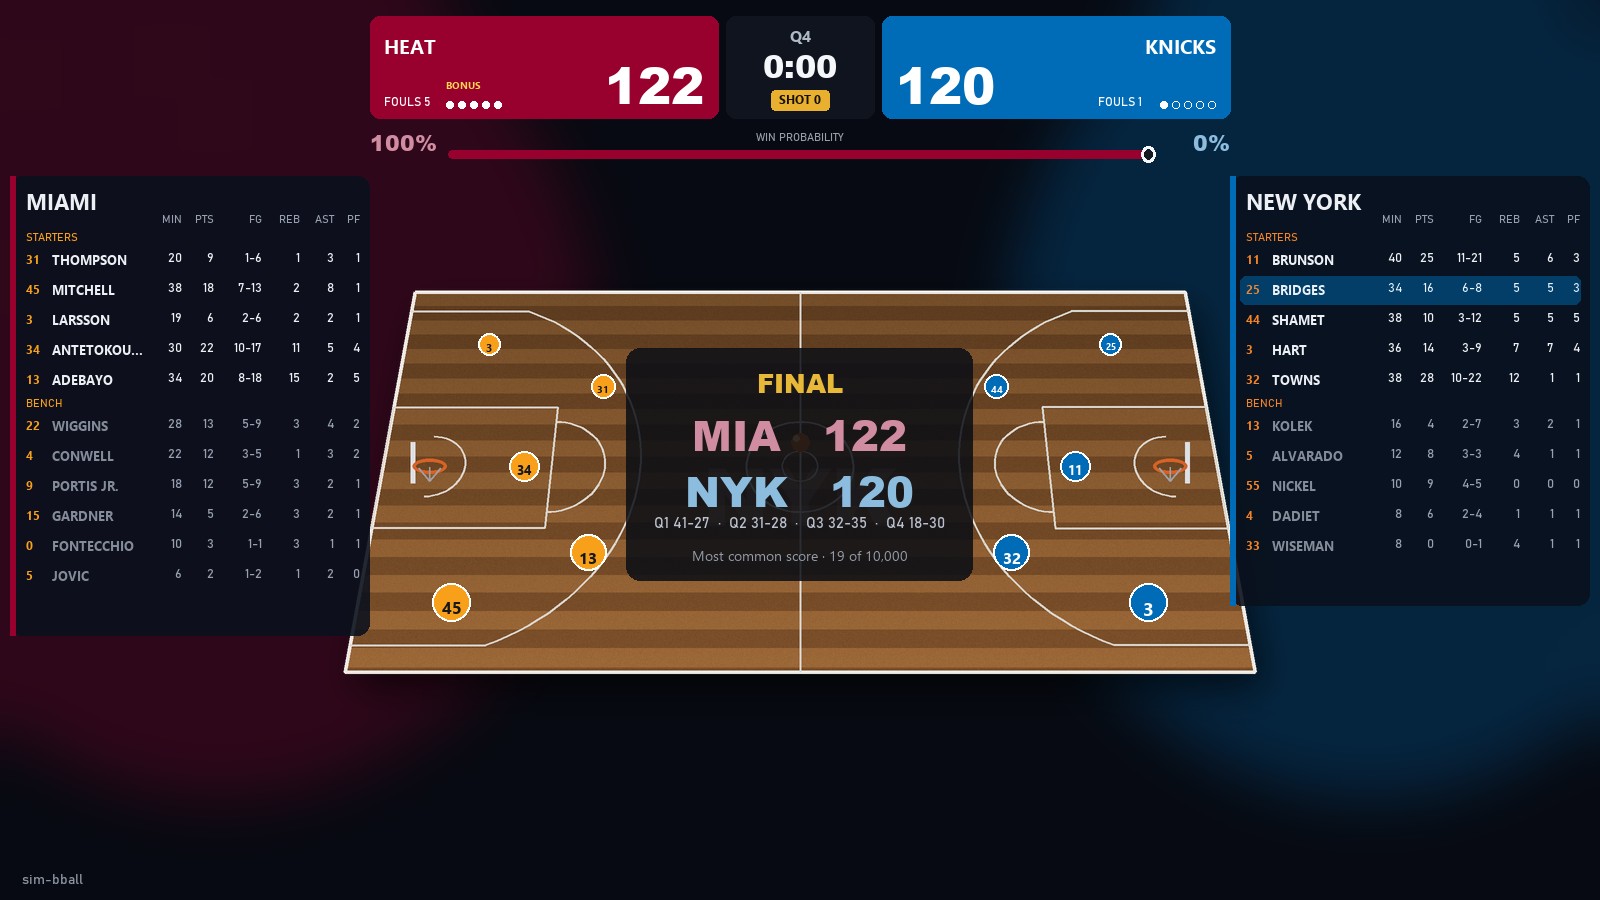 HEAT
BONUS
FOULS 5
122
Q4
0:00
SHOT 0
KNICKS
120
FOULS 1
100%
WIN PROBABILITY
0%
MIAMI
MIN PTS FG REB AST PF
STARTERS
31 THOMPSON 20 9 1-6 1 3 1
45 MITCHELL 38 18 7-13 2 8 1
3 LARSSON 19 6 2-6 2 2 1
34 ANTETOKOU... 30 22 10-17 11 5 4
13 ADEBAYO 34 20 8-18 15 2 5
BENCH
22 WIGGINS 28 13 5-9 3 4 2
4 CONWELL 22 12 3-5 1 3 2
9 PORTIS JR. 18 12 5-9 3 2 1
15 GARDNER 14 5 2-6 3 2 1
0 FONTECCHIO 10 3 1-1 3 1 1
5 JOVIC 6 2 1-2 1 2 0
NEW YORK
MIN PTS FG REB AST PF
STARTERS
11 BRUNSON 40 25 11-21 5 6 3
25 BRIDGES 34 16 6-8 5 5 3
44 SHAMET 38 10 3-12 5 5 5
3 HART 36 14 3-9 7 7 4
32 TOWNS 38 28 10-22 12 1 1
BENCH
13 KOLEK 16 4 2-7 3 2 1
5 ALVARADO 12 8 3-3 4 1 1
55 NICKEL 10 9 4-5 0 0 0
4 DADIET 8 6 2-4 1 1 1
33 WISEMAN 8 0 0-1 4 1 1
3
31
34
13
45
25
44
11
32
3
FINAL
MIA 122
NYK 120
Q1 41-27 · Q2 31-28 · Q3 32-35 · Q4 18-30
Most common score · 19 of 10,000
sim-bball